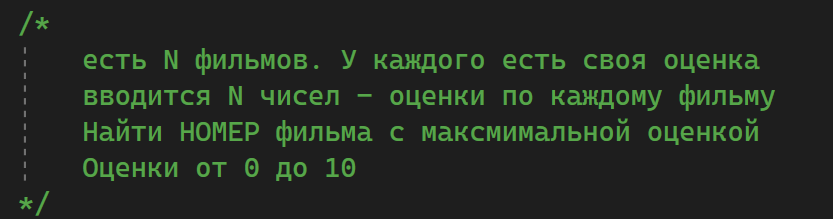 /*
есть N фильмов. У каждого есть своя оценка
вводится N чисел - оценки по каждому фильму
Найти НОМЕР фильма с максмимальной оценкой
Оценки от 0 до 10
*/